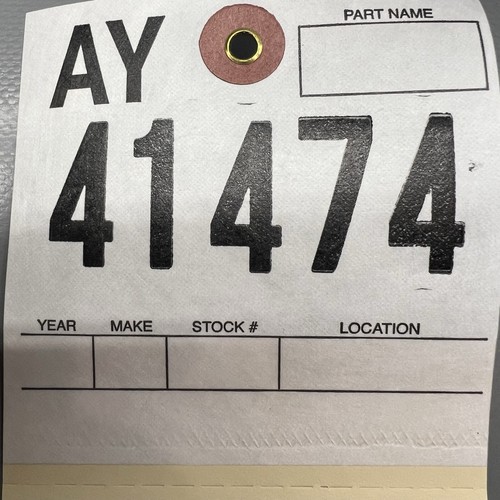 AY
PART NAME
41474
YEAR MAKE STOCK # LOCATION